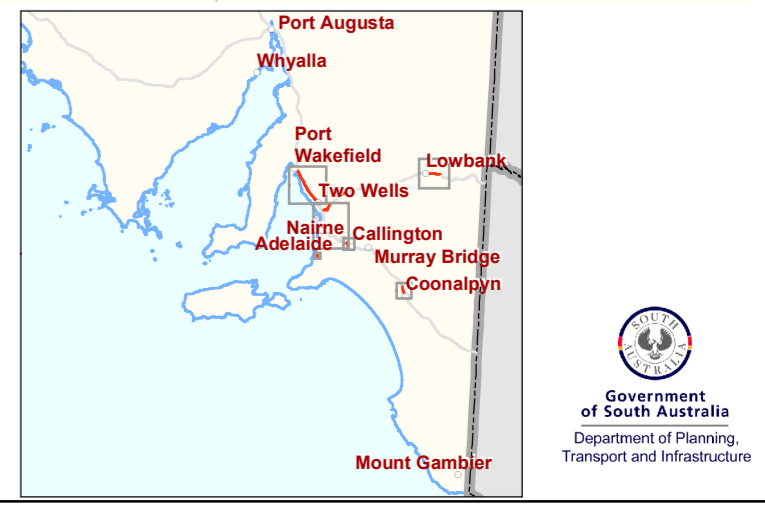 Port Augusta
Whyalla
Port
Wakefield
Lowbank
Two Wells
Nairne
Callington
Adelaide
Murray Bridge
Coonalpyn
Mount Gambier
SOUTH
AUSTRALIA
Government
of South Australia
Department of Planning,
Transport and Infrastructure